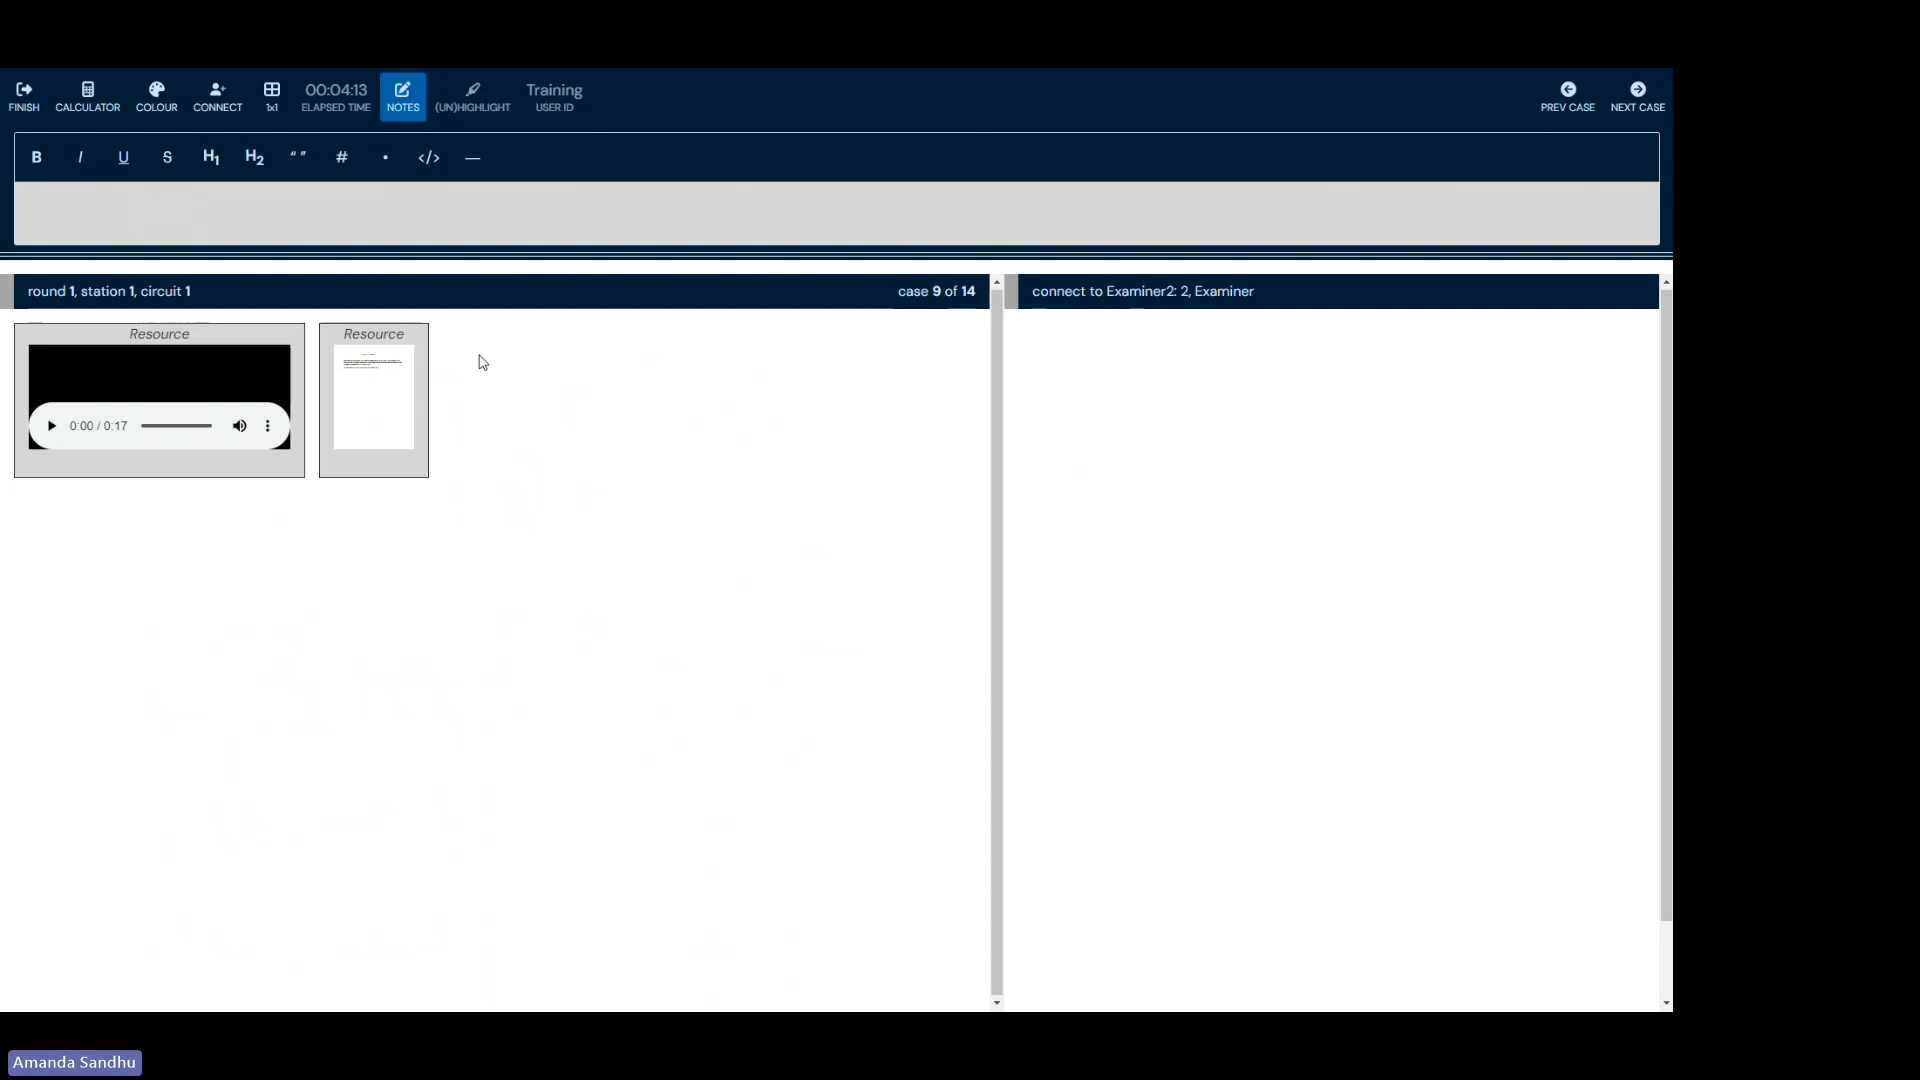 FINISH
CALCULATOR
COLOUR
CONNECT
1x1
00:04:13
ELAPSED TIME
NOTES
(UN)HIGHLIGHT
Training
USER ID
PREV CASE
NEXT CASE
B I U S H1 H2 “ ” # • </> —
round 1, station 1, circuit 1
case 9 of 14
connect to Examiner2: 2, Examiner
Resource
0:00 / 0:17
Resource
Amanda Sandhu